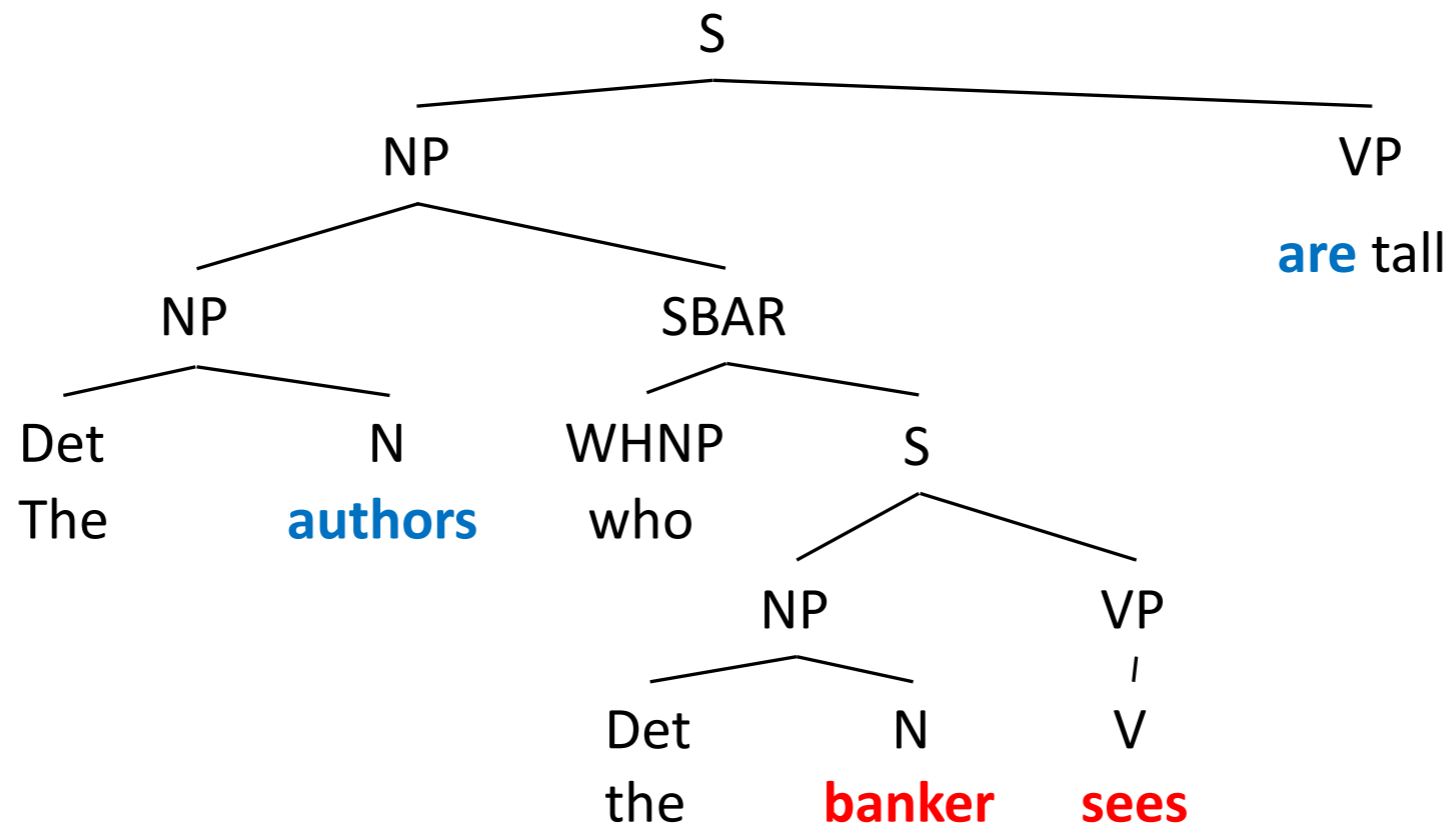 S
NP VP
are tall
NP SBAR
Det N WHNP S
The authors who
NP VP
Det N V
the banker sees